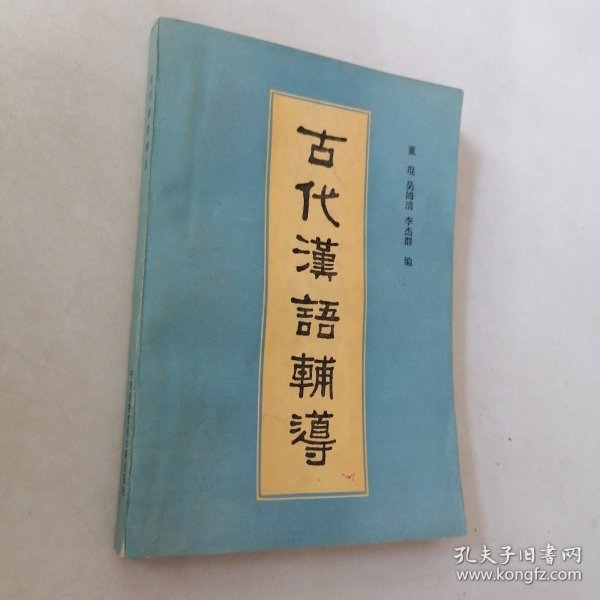 古代漢語輔導
董琨 吴鸿清 李杰群 编
孔夫子旧书网
www.kongfz.com